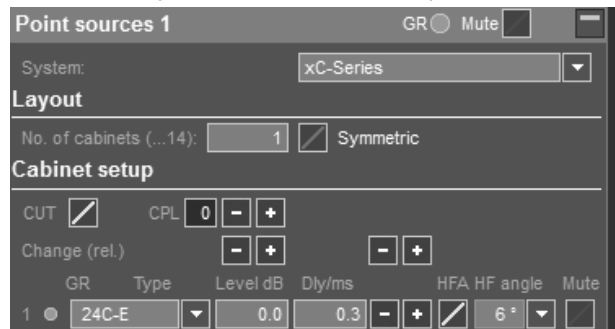 Point sources 1 GR Mute
System: xC-Series
Layout
No. of cabinets (...14): 1 Symmetric
Cabinet setup
CUT CPL 0 - +
Change (rel.) - + - +
GR Type Level dB Dly/ms HFA HF angle Mute
1 24C-E 0.0 0.3 - + 6 °